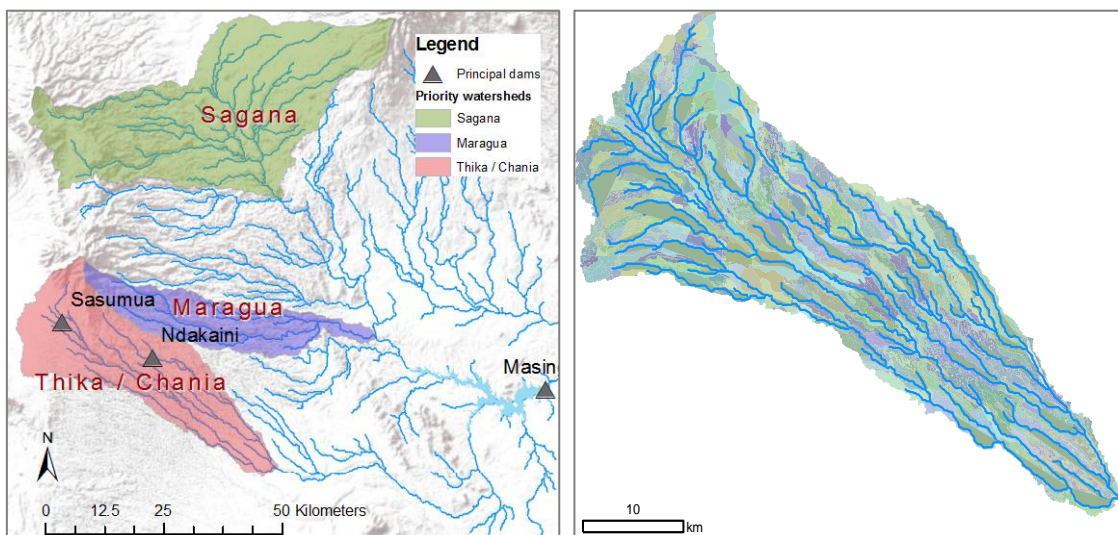 Legend
Principal dams
Priority watersheds
Sagana
Maragua
Thika / Chania
Sagana
Sasumua
Maragua
Ndakaini
Thika / Chania
Masin
N
0 12.5 25 50 Kilometers
10
km